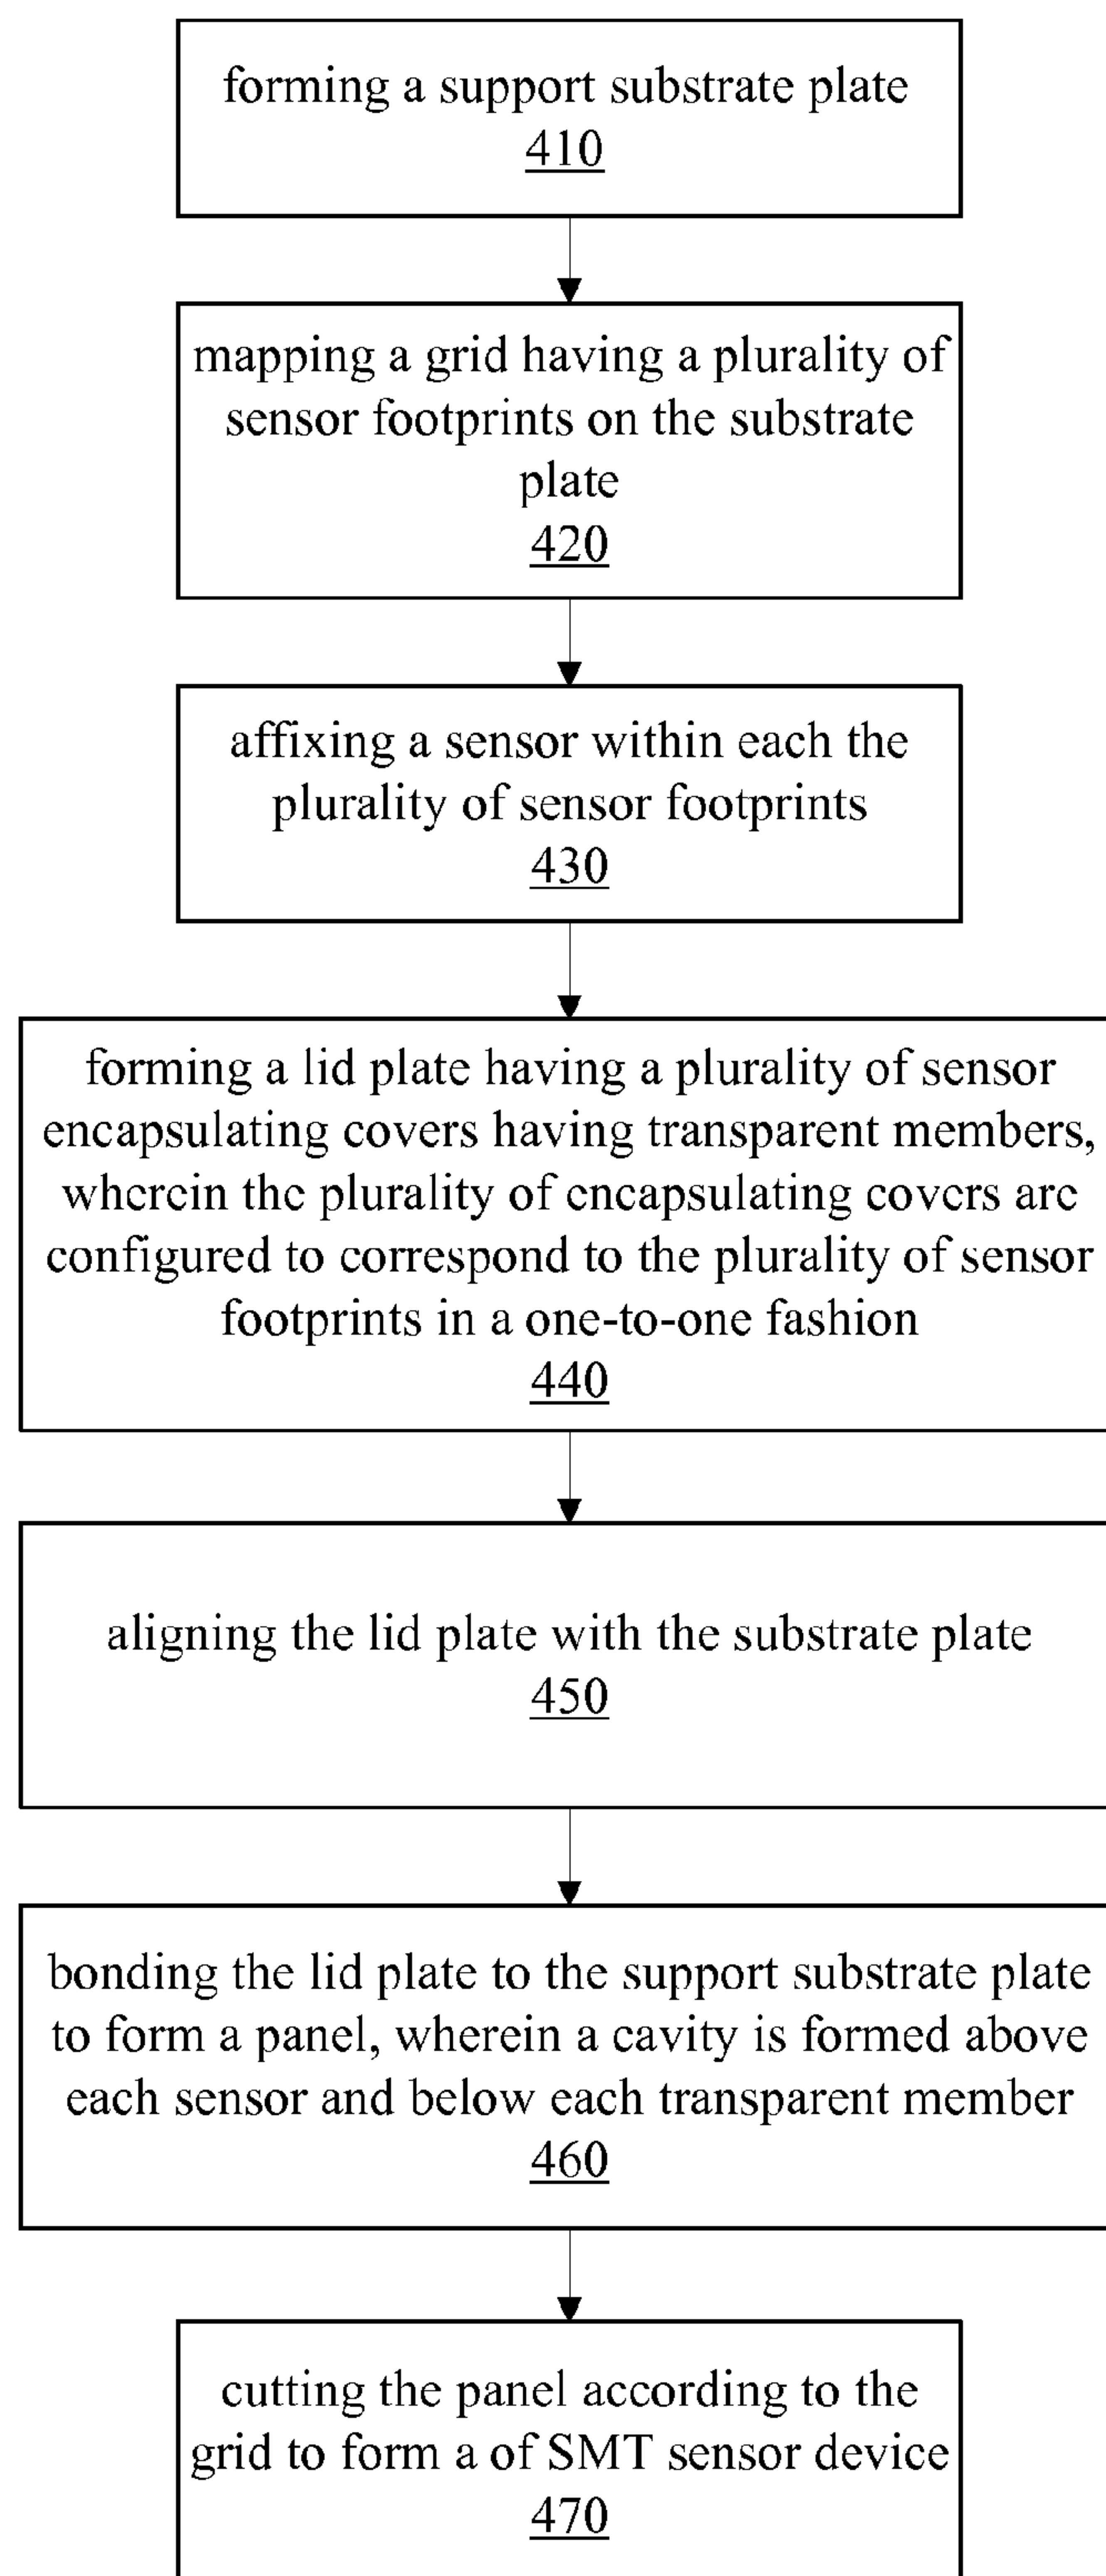 forming a support substrate plate
410
mapping a grid having a plurality of
sensor footprints on the substrate
plate
420
affixing a sensor within each the
plurality of sensor footprints
430
forming a lid plate having a plurality of sensor
encapsulating covers having transparent members,
wherein the plurality of encapsulating covers are
configured to correspond to the plurality of sensor
footprints in a one-to-one fashion
440
aligning the lid plate with the substrate plate
450
bonding the lid plate to the support substrate plate
to form a panel, wherein a cavity is formed above
each sensor and below each transparent member
460
cutting the panel according to the
grid to form a of SMT sensor device
470